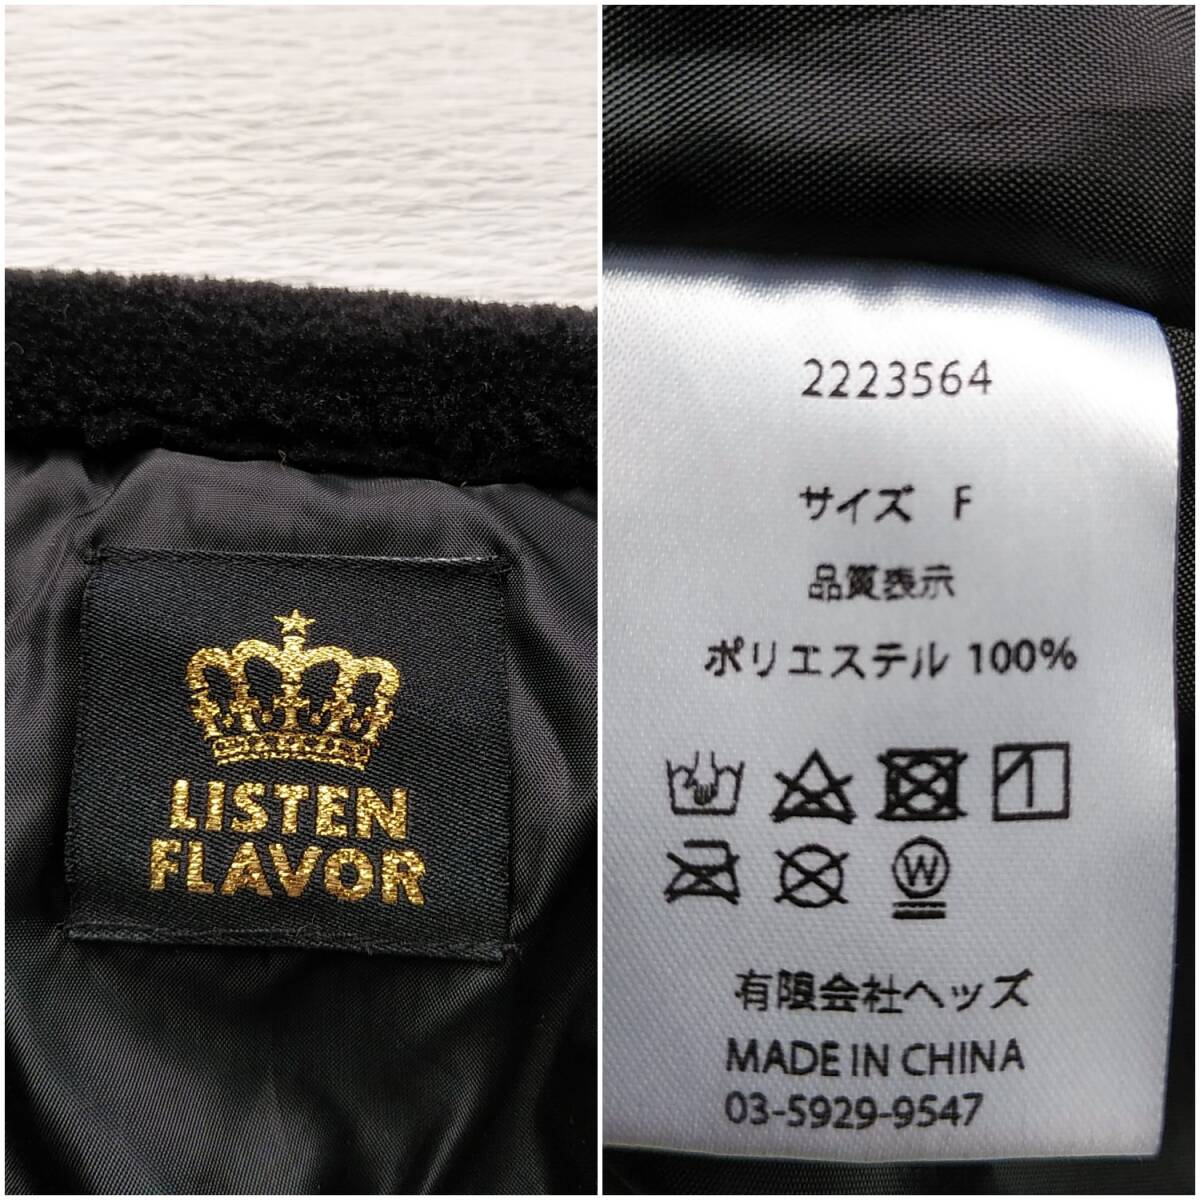 LISTEN
FLAVOR
2223564
サイズ F
品質表示
ポリエステル 100%
W
有限会社ヘッズ
MADE IN CHINA
03-5929-9547